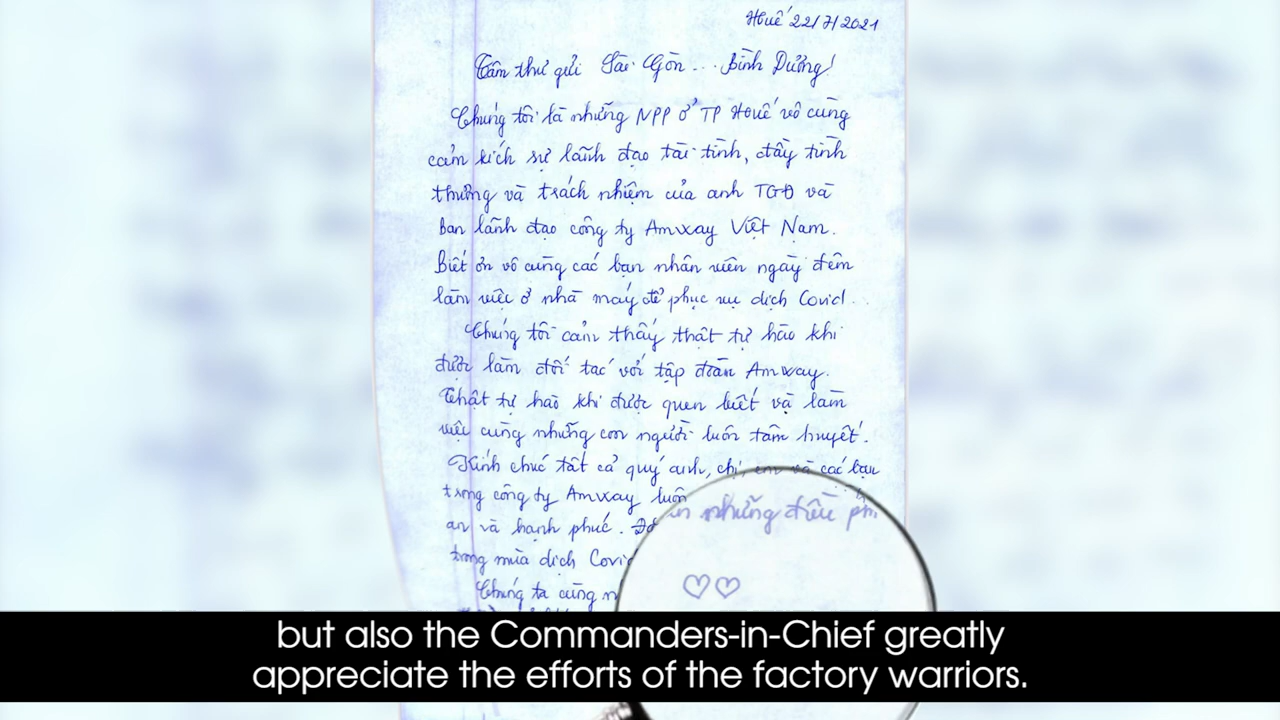 Huế 22/7/2021
Tâm thư gửi Sài Gòn... Bình Dương!
Chúng tôi là những NPP ở TP Huế vô cùng
cảm kích sự lãnh đạo tài tình, đầy tình
thương và trách nhiệm của anh TGĐ và
Ban lãnh đạo công ty Amway Việt Nam.
Biết ơn vô cùng các bạn nhân viên ngày đêm
làm việc ở nhà máy để phục vụ dịch Covid...
Chúng tôi cảm thấy thật tự hào khi
được làm đối tác với tập đoàn Amway.
Thật tự hào khi được quen biết và làm
việc cùng những con người luôn tâm huyết.
Kính chúc tất cả quý anh, chị, em và các bạn
trong công ty Amway luôn
an và hạnh phúc.
trong mùa dịch Covid
Chúng ta cùng
những điều
but also the Commanders-in-Chief greatly
appreciate the efforts of the factory warriors.